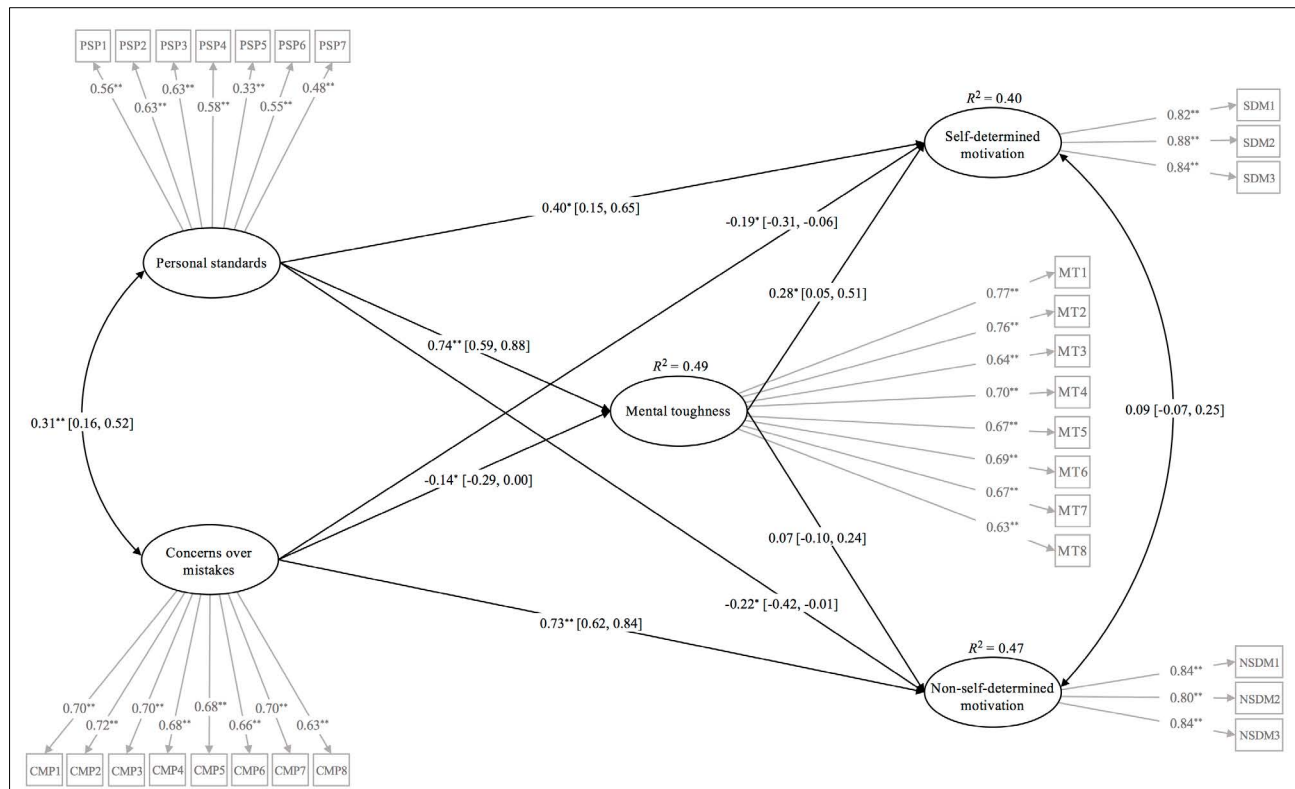 PSP1 PSP2 PSP3 PSP4 PSP5 PSP6 PSP7
0.56** 0.63** 0.63** 0.58** 0.33** 0.55** 0.48**
Personal standards
0.31** [0.16, 0.52]
Concerns over
mistakes
0.70** 0.72** 0.70** 0.68** 0.68** 0.66** 0.70** 0.63**
CMP1 CMP2 CMP3 CMP4 CMP5 CMP6 CMP7 CMP8
0.40* [0.15, 0.65]
-0.19* [-0.31, -0.06]
0.28* [0.05, 0.51]
0.74** [0.59, 0.88]
-0.14* [-0.29, 0.00]
0.07 [-0.10, 0.24]
-0.22* [-0.42, -0.01]
0.73** [0.62, 0.84]
R² = 0.49
Mental toughness
0.77** MT1
0.76** MT2
0.64** MT3
0.70** MT4
0.67** MT5
0.69** MT6
0.67** MT7
0.63** MT8
R² = 0.40
Self-determined
motivation
0.82** SDM1
0.88** SDM2
0.84** SDM3
0.09 [-0.07, 0.25]
R² = 0.47
Non-self-determined
motivation
0.84** NSDM1
0.80** NSDM2
0.84** NSDM3